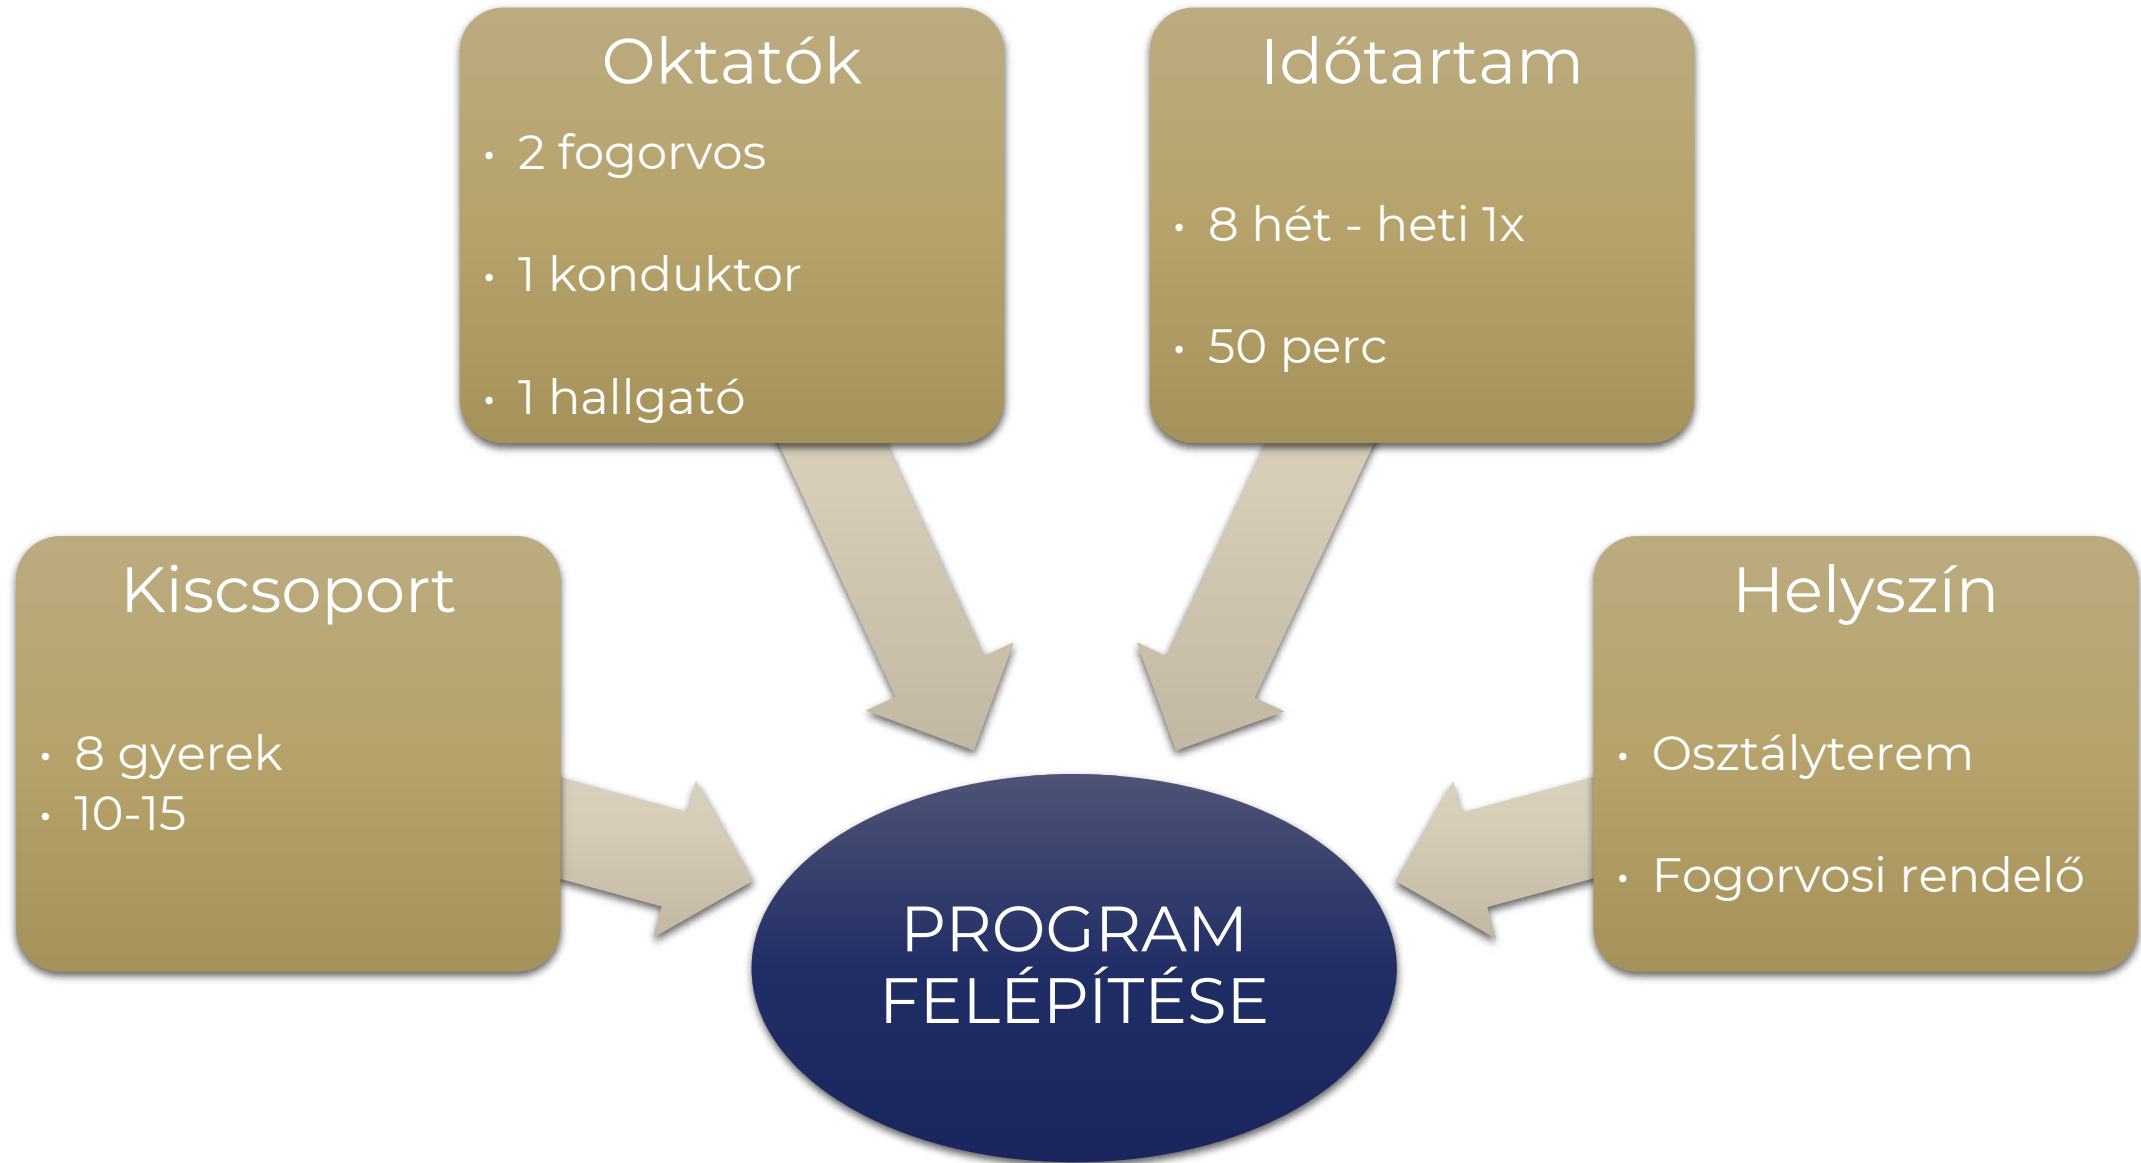 Oktatók
• 2 fogorvos
• 1 konduktor
• 1 hallgató
Időtartam
• 8 hét - heti 1x
• 50 perc
Kiscsoport
• 8 gyerek
• 10-15
Helyszín
• Osztályterem
• Fogorvosi rendelő
PROGRAM
FELÉPÍTÉSE